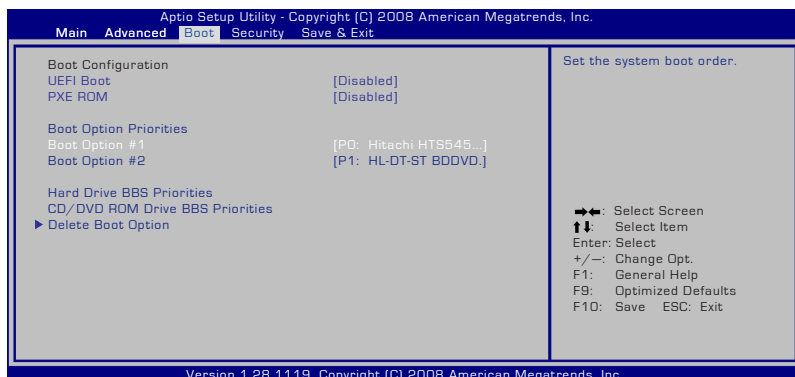 Aptio Setup Utility - Copyright (C) 2008 American Megatrends, Inc.
Main Advanced Boot Security Save & Exit
Boot Configuration
UEFI Boot [Disabled]
PXE ROM [Disabled]
Boot Option Priorities
Boot Option #1 [P0: Hitachi HTS545...]
Boot Option #2 [P1: HL-DT-ST BDDVD.]
Hard Drive BBS Priorities
CD/DVD ROM Drive BBS Priorities
▶ Delete Boot Option
Set the system boot order.
→←: Select Screen
↑↓: Select Item
Enter: Select
+/—: Change Opt.
F1: General Help
F9: Optimized Defaults
F10: Save ESC: Exit
Version 1.28.1119. Copyright (C) 2008 American Megatrends, Inc.